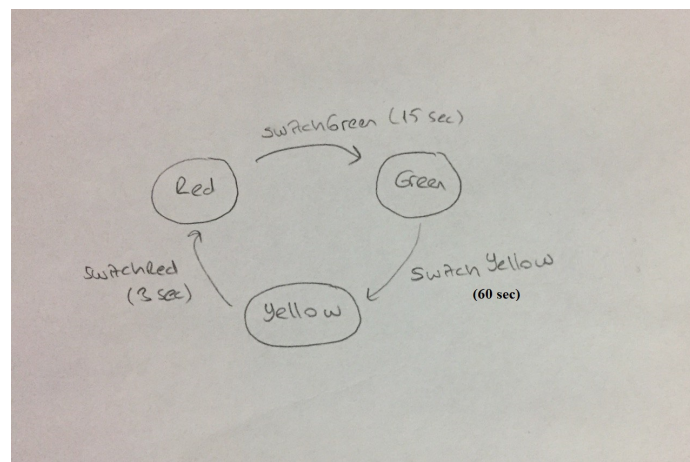 switchGreen (15 sec)
Red
Green
switchRed
(3 sec)
switch Yellow
(60 sec)
Yellow